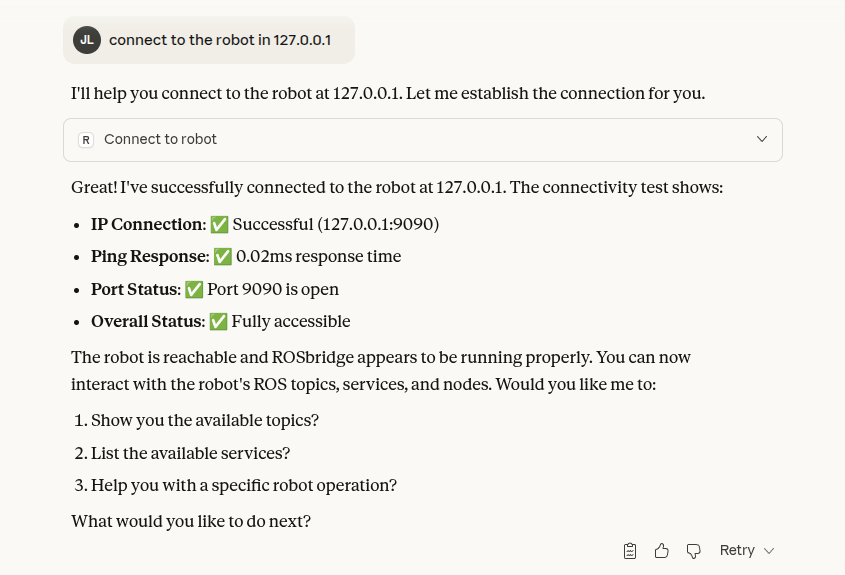 JL connect to the robot in 127.0.0.1
I'll help you connect to the robot at 127.0.0.1. Let me establish the connection for you.
R Connect to robot
Great! I've successfully connected to the robot at 127.0.0.1. The connectivity test shows:
• IP Connection: ✅ Successful (127.0.0.1:9090)
• Ping Response: ✅ 0.02ms response time
• Port Status: ✅ Port 9090 is open
• Overall Status: ✅ Fully accessible
The robot is reachable and ROSbridge appears to be running properly. You can now
interact with the robot's ROS topics, services, and nodes. Would you like me to:
1. Show you the available topics?
2. List the available services?
3. Help you with a specific robot operation?
What would you like to do next?
Retry